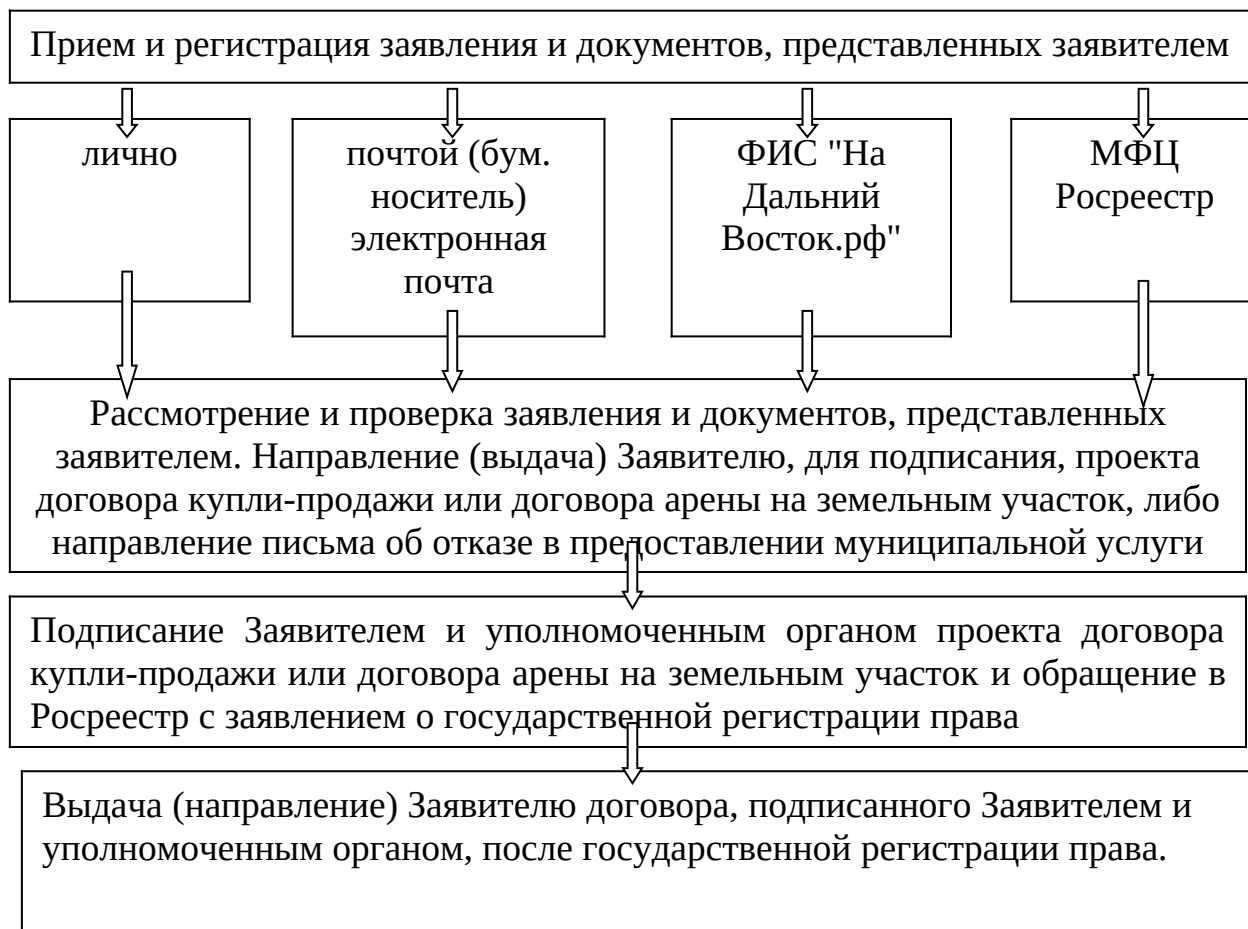 Прием и регистрация заявления и документов, представленных заявителем
лично
почтой (бум.
носитель)
электронная
почта
ФИС "На
Дальний
Восток.рф"
МФЦ
Росреестр
Рассмотрение и проверка заявления и документов, представленных
заявителем. Направление (выдача) Заявителю, для подписания, проекта
договора купли-продажи или договора арены на земельным участок, либо
направление письма об отказе в предоставлении муниципальной услуги
Подписание Заявителем и уполномоченным органом проекта договора
купли-продажи или договора арены на земельным участок и обращение в
Росреестр с заявлением о государственной регистрации права
Выдача (направление) Заявителю договора, подписанного Заявителем и
уполномоченным органом, после государственной регистрации права.